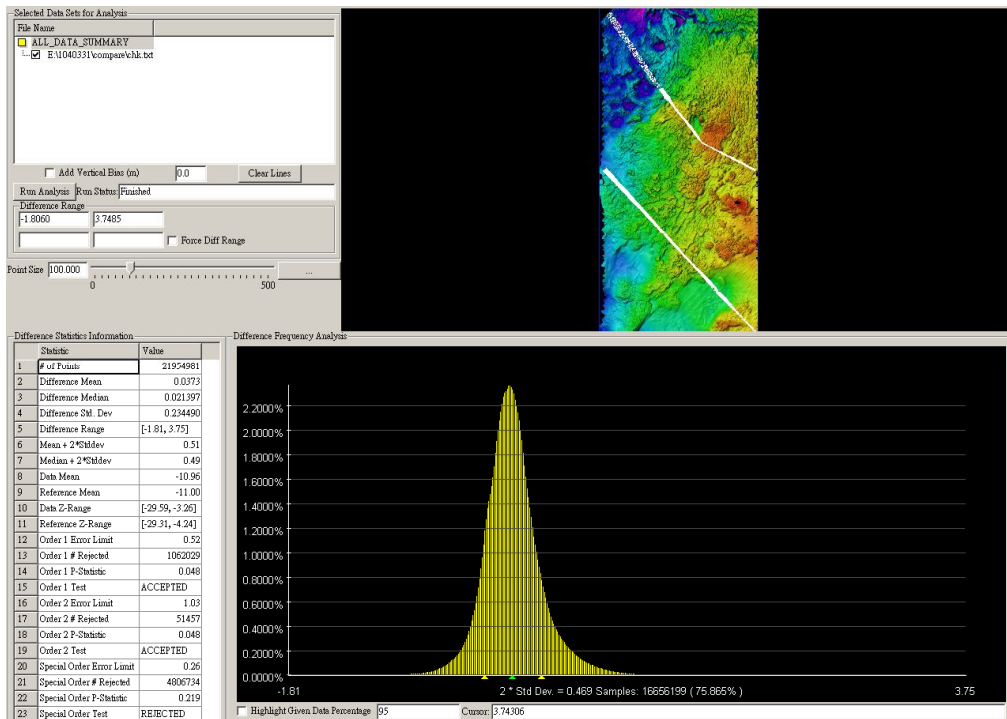 Selected Data Sets for Analysis
File Name
ALL_DATA_SUMMARY
E:\1040331\compare\chk.txt
Add Vertical Bias (m) 0.0 Clear Lines
Run Analysis Run Status: Finished
Difference Range
-1.8060 3.7485
Force Diff Range
Point Size 100.000 ...
0 500
Difference Statistics Information
Statistic Value
1 # of Points 21954981
2 Difference Mean 0.0373
3 Difference Median 0.021397
4 Difference Std. Dev 0.234490
5 Difference Range [-1.81, 3.75]
6 Mean + 2*Stddev 0.51
7 Median + 2*Stddev 0.49
8 Data Mean -10.96
9 Reference Mean -11.00
10 Data Z-Range [-29.59, -3.26]
11 Reference Z-Range [-29.31, -4.24]
12 Order 1 Error Limit 0.52
13 Order 1 # Rejected 1062029
14 Order 1 P-Statistic 0.048
15 Order 1 Test ACCEPTED
16 Order 2 Error Limit 1.03
17 Order 2 # Rejected 51457
18 Order 2 P-Statistic 0.048
19 Order 2 Test ACCEPTED
20 Special Order Error Limit 0.26
21 Special Order # Rejected 4806734
22 Special Order P-Statistic 0.219
23 Special Order Test REJECTED
Difference Frequency Analysis
2.2000%
2.0000%
1.8000%
1.6000%
1.4000%
1.2000%
1.0000%
0.8000%
0.6000%
0.4000%
0.2000%
0.0000%
-1.81 2 * Std Dev. = 0.469 Samples: 16656199 ( 75.865% ) 3.75
Highlight Given Data Percentage 95 Cursor: 3.74306